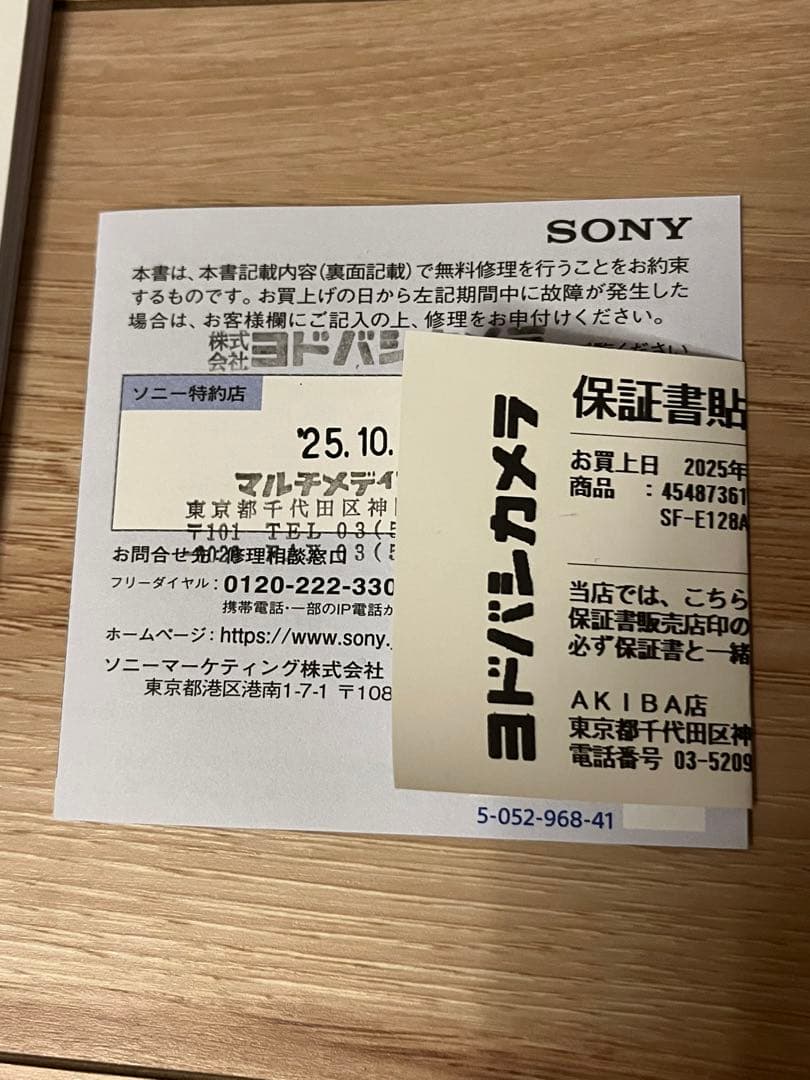 SONY
本書は、本書記載内容（裏面記載）で無料修理を行うことをお約束
するものです。お買上げの日から左記期間中に故障が発生した
場合は、お客様欄にご記入の上、修理をお申付けください。
株式会社 ヨドバシカメラ
ソニー特約店
'25.10.
マルチメディ
東京都千代田区神
〒101 TEL 03(5
お問合せ先：修理相談窓口
フリーダイヤル：0120-222-330
携帯電話・一部のIP電話
ホームページ：https://www.sony.
ソニーマーケティング株式会社
東京都港区港南1-7-1 〒108
5-052-968-41
ヨドバシカメラ
保証書貼
お買上日 2025年
商品 ：45487361
SF-E128A
当店では、こちら
保証書販売店印の
必ず保証書と一緒
AKIBA店
東京都千代田区神
電話番号 03-5209